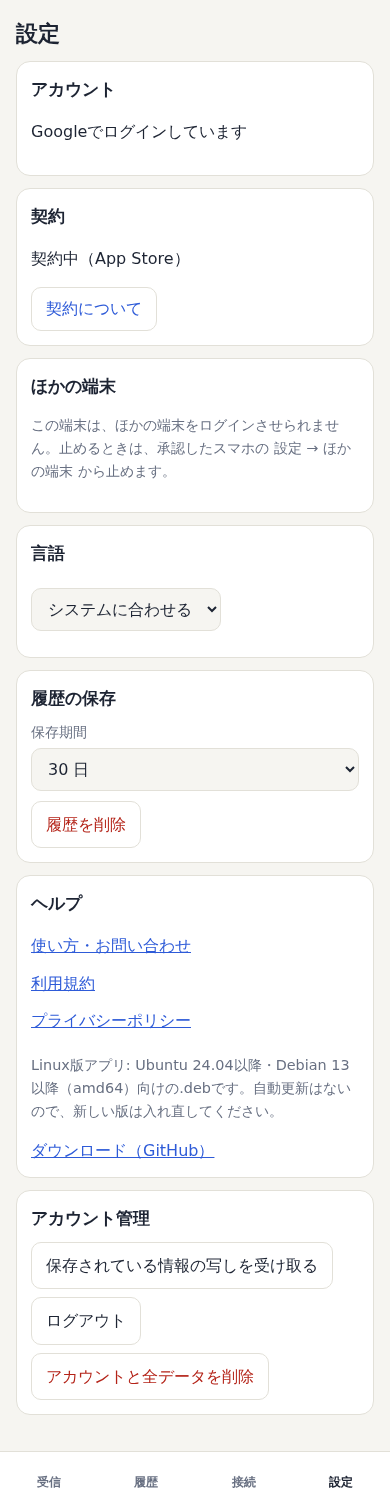 設定
アカウント
Googleでログインしています
契約
契約中（App Store）
契約について
ほかの端末
この端末は、ほかの端末をログインさせられませ
ん。止めるときは、承認したスマホの 設定 → ほか
の端末 から止めます。
言語
システムに合わせる
履歴の保存
保存期間
30 日
履歴を削除
ヘルプ
使い方・お問い合わせ
利用規約
プライバシーポリシー
Linux版アプリ: Ubuntu 24.04以降・Debian 13
以降（amd64）向けの.debです。自動更新はない
ので、新しい版は入れ直してください。
ダウンロード（GitHub）
アカウント管理
保存されている情報の写しを受け取る
ログアウト
アカウントと全データを削除
受信
履歴
接続
設定